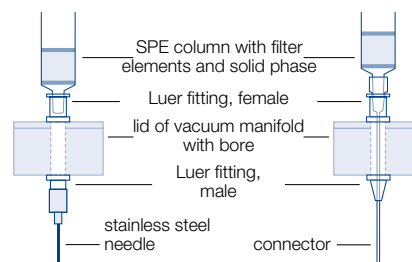 SPE column with filter
elements and solid phase
Luer fitting, female
lid of vacuum manifold
with bore
Luer fitting,
male
stainless steel
needle
connector